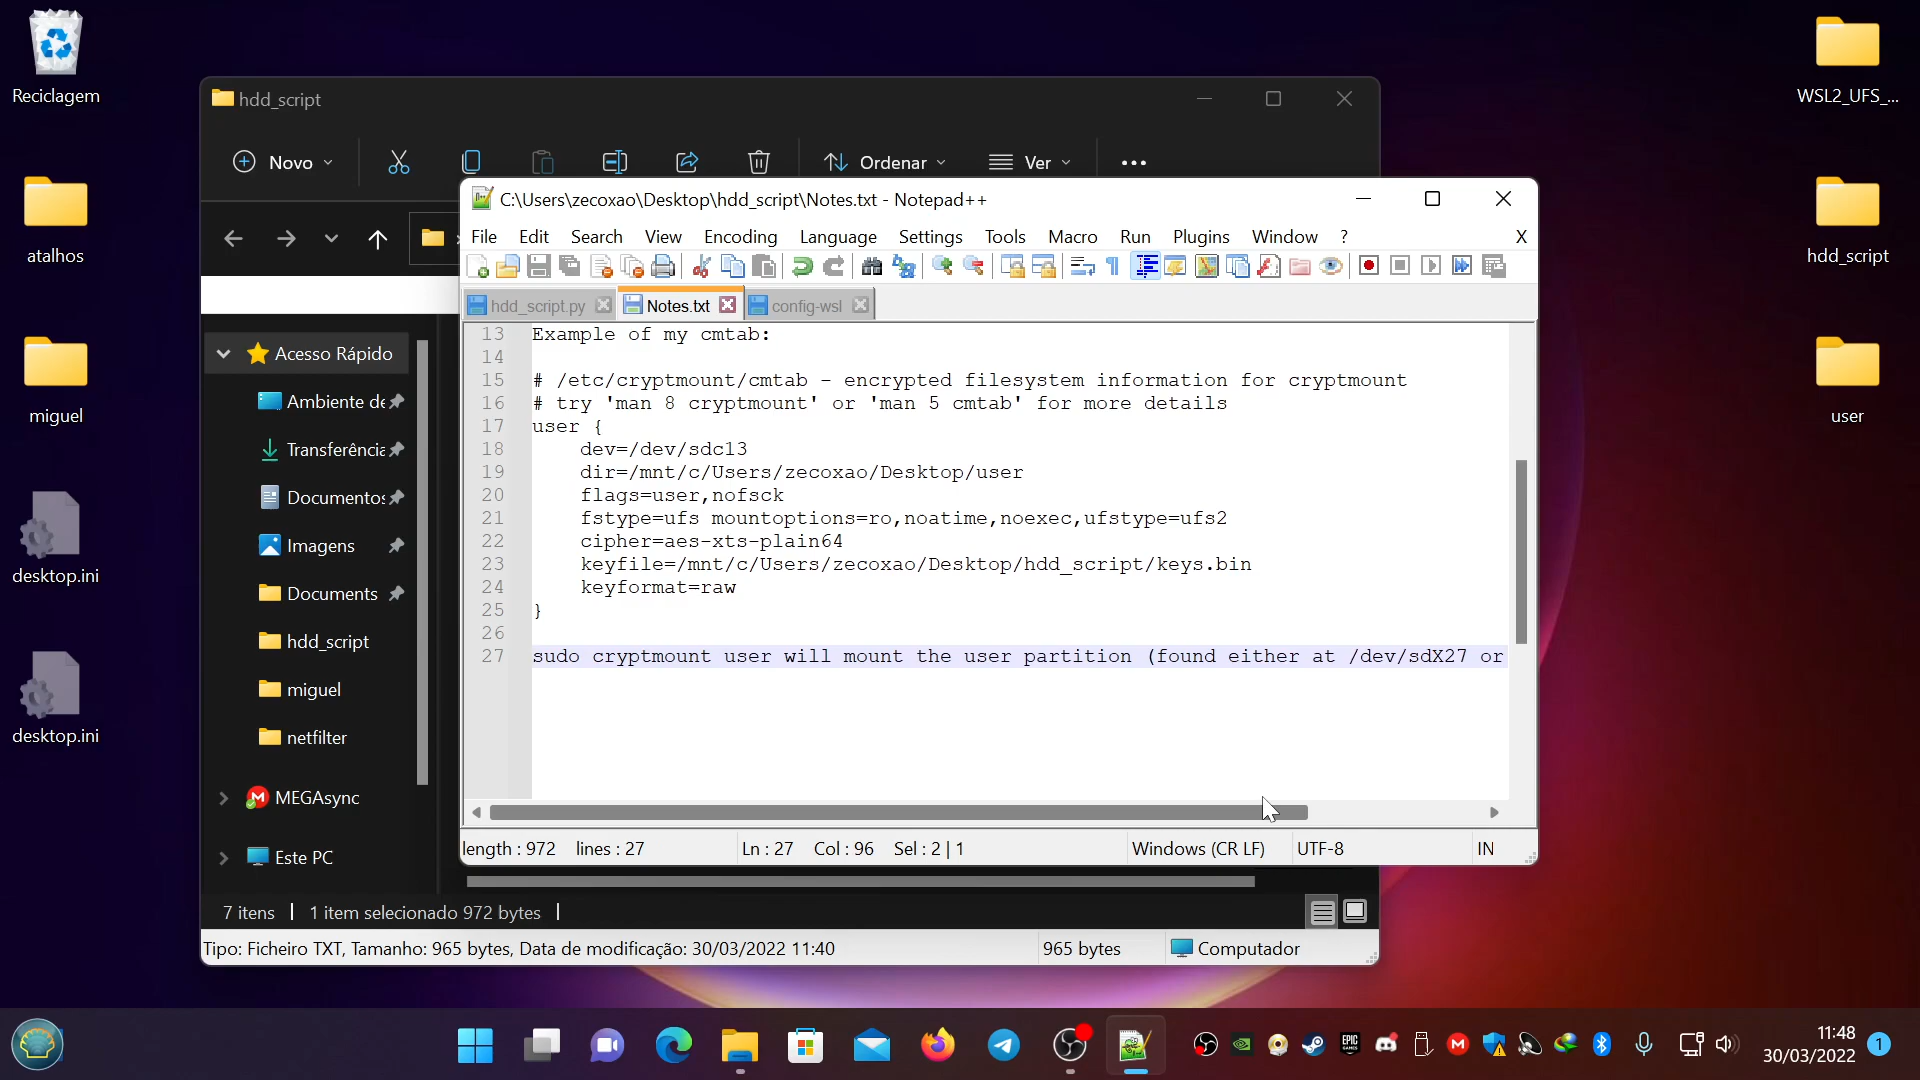 Reciclagem
atalhos
miguel
desktop.ini
desktop.ini
WSL2_UFS_...
hdd_script
user
hdd_script
Novo
Ordenar
Ver
Acesso Rápido
Ambiente de
Transferência
Documentos
Imagens
Documents
hdd_script
miguel
netfilter
MEGAsync
Este PC
7 itens
1 item selecionado 972 bytes
Tipo: Ficheiro TXT, Tamanho: 965 bytes, Data de modificação: 30/03/2022 11:40
965 bytes
Computador
C:\Users\zecoxao\Desktop\hdd_script\Notes.txt - Notepad++
File Edit Search View Encoding Language Settings Tools Macro Run Plugins Window ? X
hdd_script.py Notes.txt config-wsl
13 Example of my cmtab:
14
15 # /etc/cryptmount/cmtab - encrypted filesystem information for cryptmount
16 # try 'man 8 cryptmount' or 'man 5 cmtab' for more details
17 user {
18 dev=/dev/sdc13
19 dir=/mnt/c/Users/zecoxao/Desktop/user
20 flags=user,nofsck
21 fstype=ufs mountoptions=ro,noatime,noexec,ufstype=ufs2
22 cipher=aes-xts-plain64
23 keyfile=/mnt/c/Users/zecoxao/Desktop/hdd_script/keys.bin
24 keyformat=raw
25 }
26
27 sudo cryptmount user will mount the user partition (found either at /dev/sdX27 or
length : 972 lines : 27
Ln : 27 Col : 96 Sel : 2 | 1
Windows (CR LF)
UTF-8
IN
EPIC GAMES
11:48
30/03/2022
1